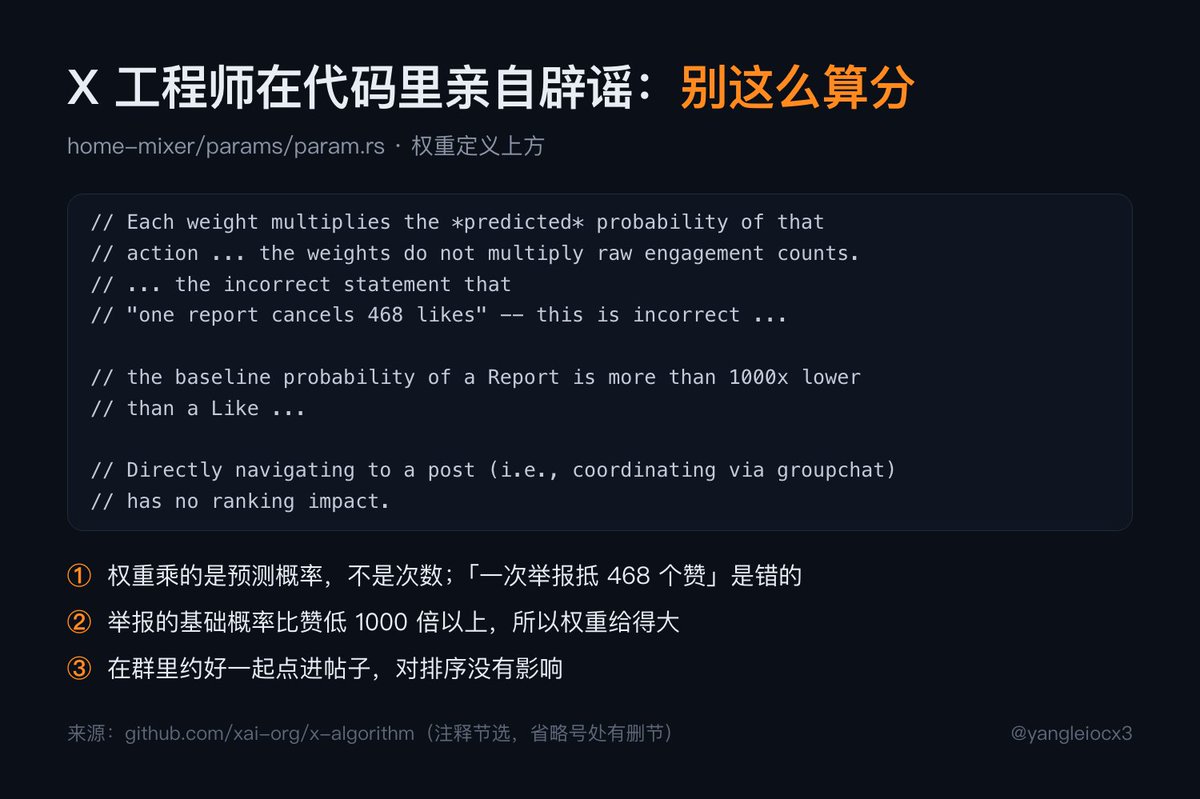 X 工程师在代码里亲自辟谣：别这么算分
home-mixer/params/param.rs · 权重定义上方
// Each weight multiplies the *predicted* probability of that
// action ... the weights do not multiply raw engagement counts.
// ... the incorrect statement that
// "one report cancels 468 likes" -- this is incorrect ...
// the baseline probability of a Report is more than 1000x lower
// than a Like ...
// Directly navigating to a post (i.e., coordinating via groupchat)
// has no ranking impact.
① 权重乘的是预测概率，不是次数；「一次举报抵 468 个赞」是错的
② 举报的基础概率比赞低 1000 倍以上，所以权重给得大
③ 在群里约好一起点进帖子，对排序没有影响
来源：github.com/xai-org/x-algorithm（注释节选，省略号处有删节）
@yangleiocx3